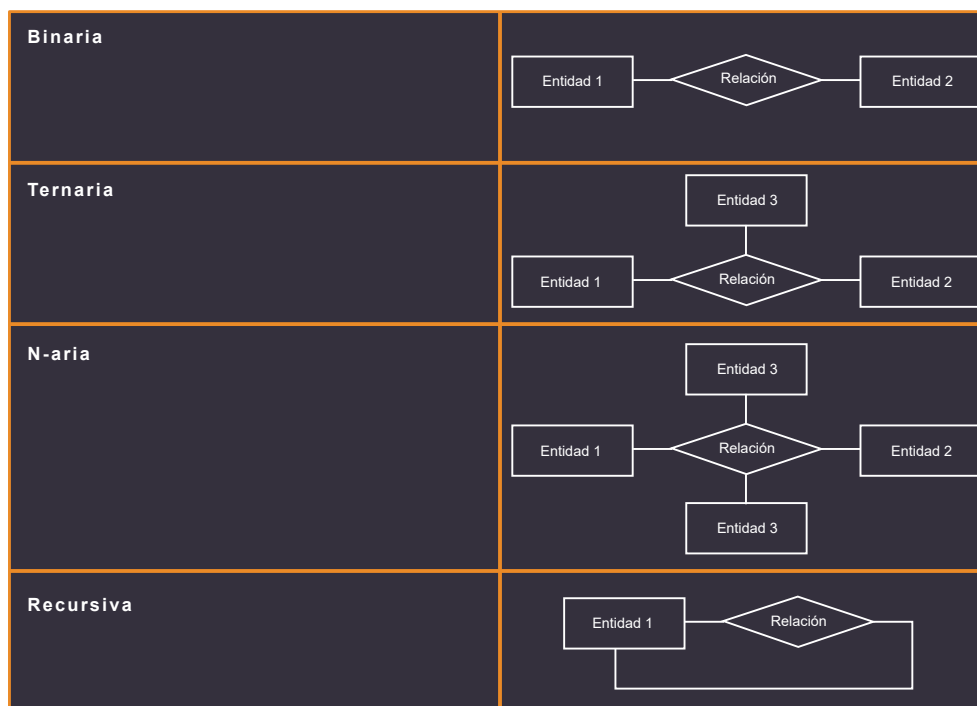 Binaria
Entidad 1
Relación
Entidad 2
Ternaria
Entidad 3
Entidad 1
Relación
Entidad 2
N-aria
Entidad 3
Entidad 1
Relación
Entidad 2
Entidad 3
Recursiva
Entidad 1
Relación